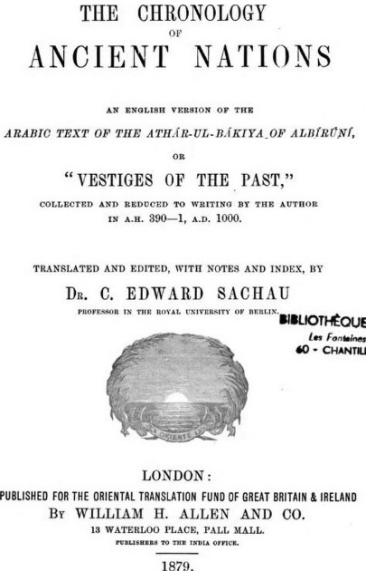 THE CHRONOLOGY
OF
ANCIENT NATIONS
AN ENGLISH VERSION OF THE
ARABIC TEXT OF THE ATHÁR-UL-BÁKIYA OF ALBÍRÛNÍ,
OR
“VESTIGES OF THE PAST,”
COLLECTED AND REDUCED TO WRITING BY THE AUTHOR
IN A.H. 390—1, A.D. 1000.
TRANSLATED AND EDITED, WITH NOTES AND INDEX, BY
DR. C. EDWARD SACHAU
PROFESSOR IN THE ROYAL UNIVERSITY OF BERLIN.
BIBLIOTHÈQUE
Les Fontaines
60 - CHANTIL
ORIENTE
LONDON:
PUBLISHED FOR THE ORIENTAL TRANSLATION FUND OF GREAT BRITAIN & IRELAND
BY WILLIAM H. ALLEN AND CO.
13 WATERLOO PLACE, PALL MALL.
PUBLISHERS TO THE INDIA OFFICE.
1879.